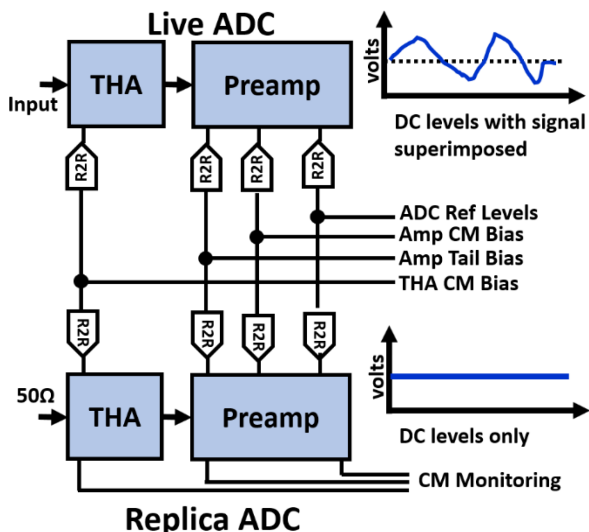 Live ADC
THA
Preamp
Input
volts
DC levels with signal
superimposed
R2R
R2R
R2R
R2R
ADC Ref Levels
Amp CM Bias
Amp Tail Bias
THA CM Bias
R2R
R2R
R2R
R2R
50Ω
THA
Preamp
volts
DC levels only
CM Monitoring
Replica ADC